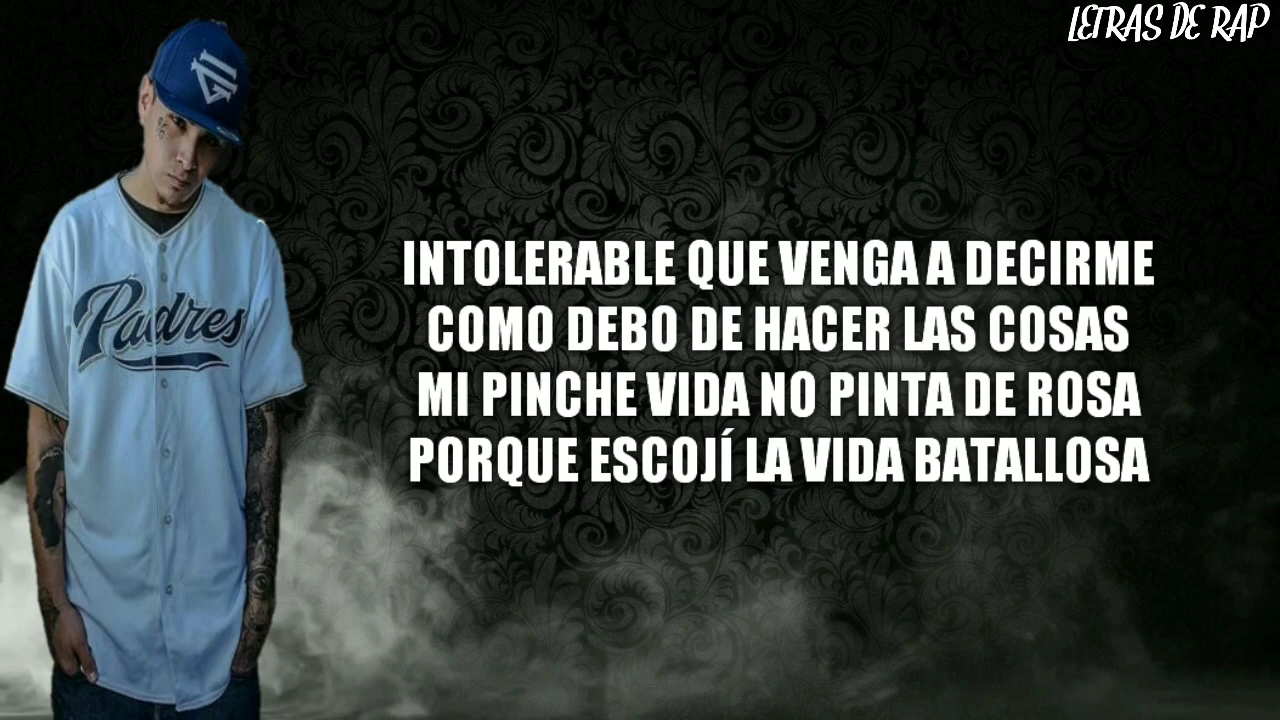 LETRAS DE RAP
Padres
INTOLERABLE QUE VENGA A DECIRME
COMO DEBO DE HACER LAS COSAS
MI PINCHE VIDA NO PINTA DE ROSA
PORQUE ESCOJÍ LA VIDA BATALLOSA